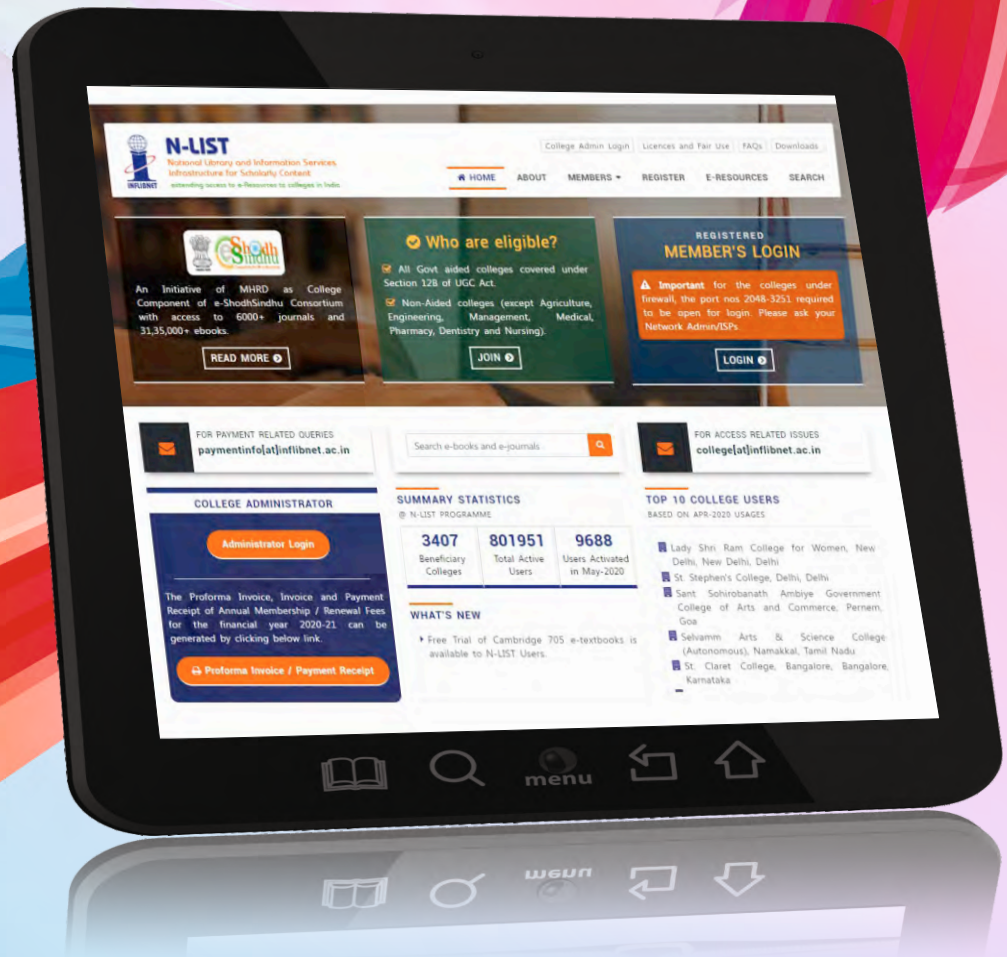 N-LIST
National Library and Information Services
Infrastructure for Scholarly Content
extending access to e-Resources to colleges in India
INFLIBNET
College Admin Login
Licences and Fair Use
FAQs
Downloads
HOME
ABOUT
MEMBERS
REGISTER
E-RESOURCES
SEARCH
eShodh
Sindhu
An Initiative of MHRD as College
Component of e-ShodhSindhu Consortium
with access to 6000+ journals and
31,35,000+ ebooks.
READ MORE
Who are eligible?
All Govt aided colleges covered under
Section 12B of UGC Act.
Non-Aided colleges (except Agriculture,
Engineering, Management, Medical,
Pharmacy, Dentistry and Nursing).
JOIN
REGISTERED
MEMBER'S LOGIN
Important for the colleges under
firewall, the port nos 2048-3251 required
to be open for login. Please ask your
Network Admin/ISPs.
LOGIN
FOR PAYMENT RELATED QUERIES
paymentinfo[at]inflibnet.ac.in
Search e-books and e-journals
FOR ACCESS RELATED ISSUES
college[at]inflibnet.ac.in
COLLEGE ADMINISTRATOR
Administrator Login
The Proforma Invoice, Invoice and Payment
Receipt of Annual Membership / Renewal Fees
for the financial year 2020-21 can be
generated by clicking below link.
Proforma Invoice / Payment Receipt
SUMMARY STATISTICS
@ N-LIST PROGRAMME
3407
Beneficiary
Colleges
801951
Total Active
Users
9688
Users Activated
in May-2020
WHAT'S NEW
Free Trial of Cambridge 705 e-textbooks is
available to N-LIST Users.
TOP 10 COLLEGE USERS
BASED ON APR-2020 USAGES
Lady Shri Ram College for Women, New
Delhi, New Delhi, Delhi
St. Stephen's College, Delhi, Delhi
Sant Sohirobanath Ambiye Government
College of Arts and Commerce, Pernem,
Goa
Selvamm Arts & Science College
(Autonomous), Namakkal, Tamil Nadu
St. Claret College, Bangalore, Bangalore,
Karnataka
menu
menu